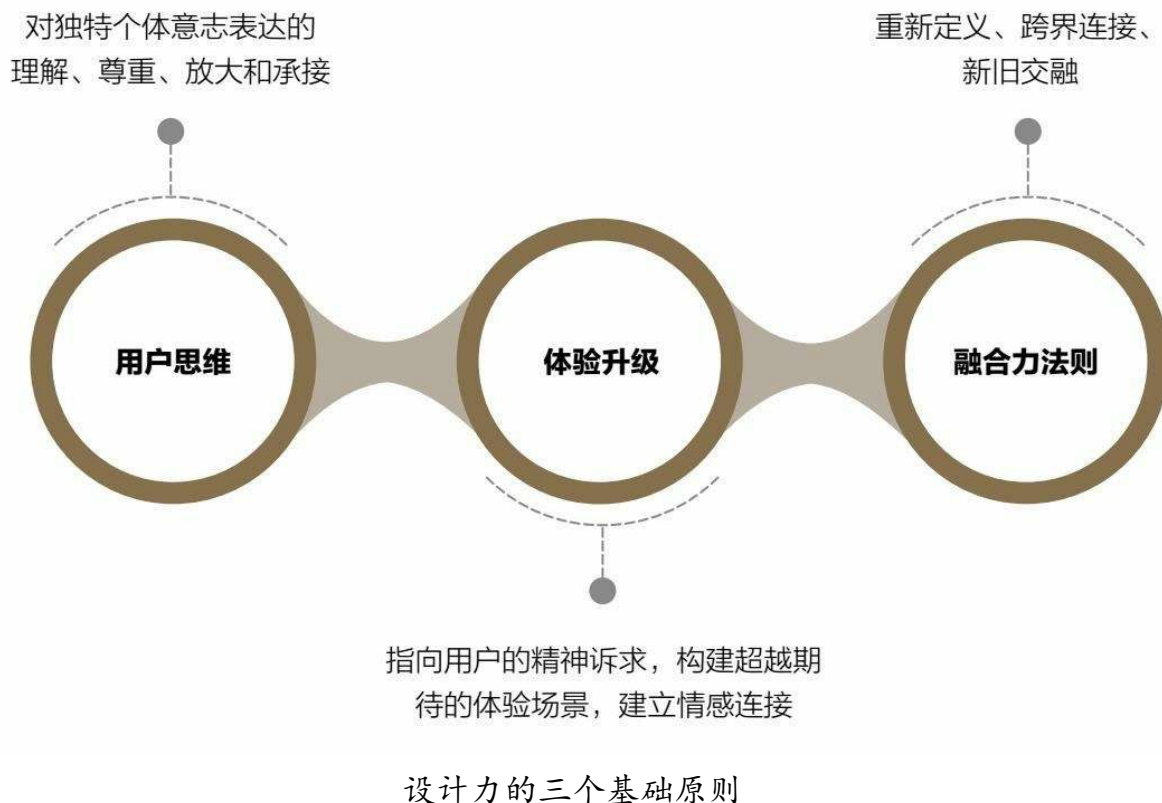 对独特个体意志表达的
理解、尊重、放大和承接
重新定义、跨界连接、
新旧交融
用户思维
体验升级
融合力法则
指向用户的精神诉求，构建超越期
待的体验场景，建立情感连接
设计力的三个基础原则